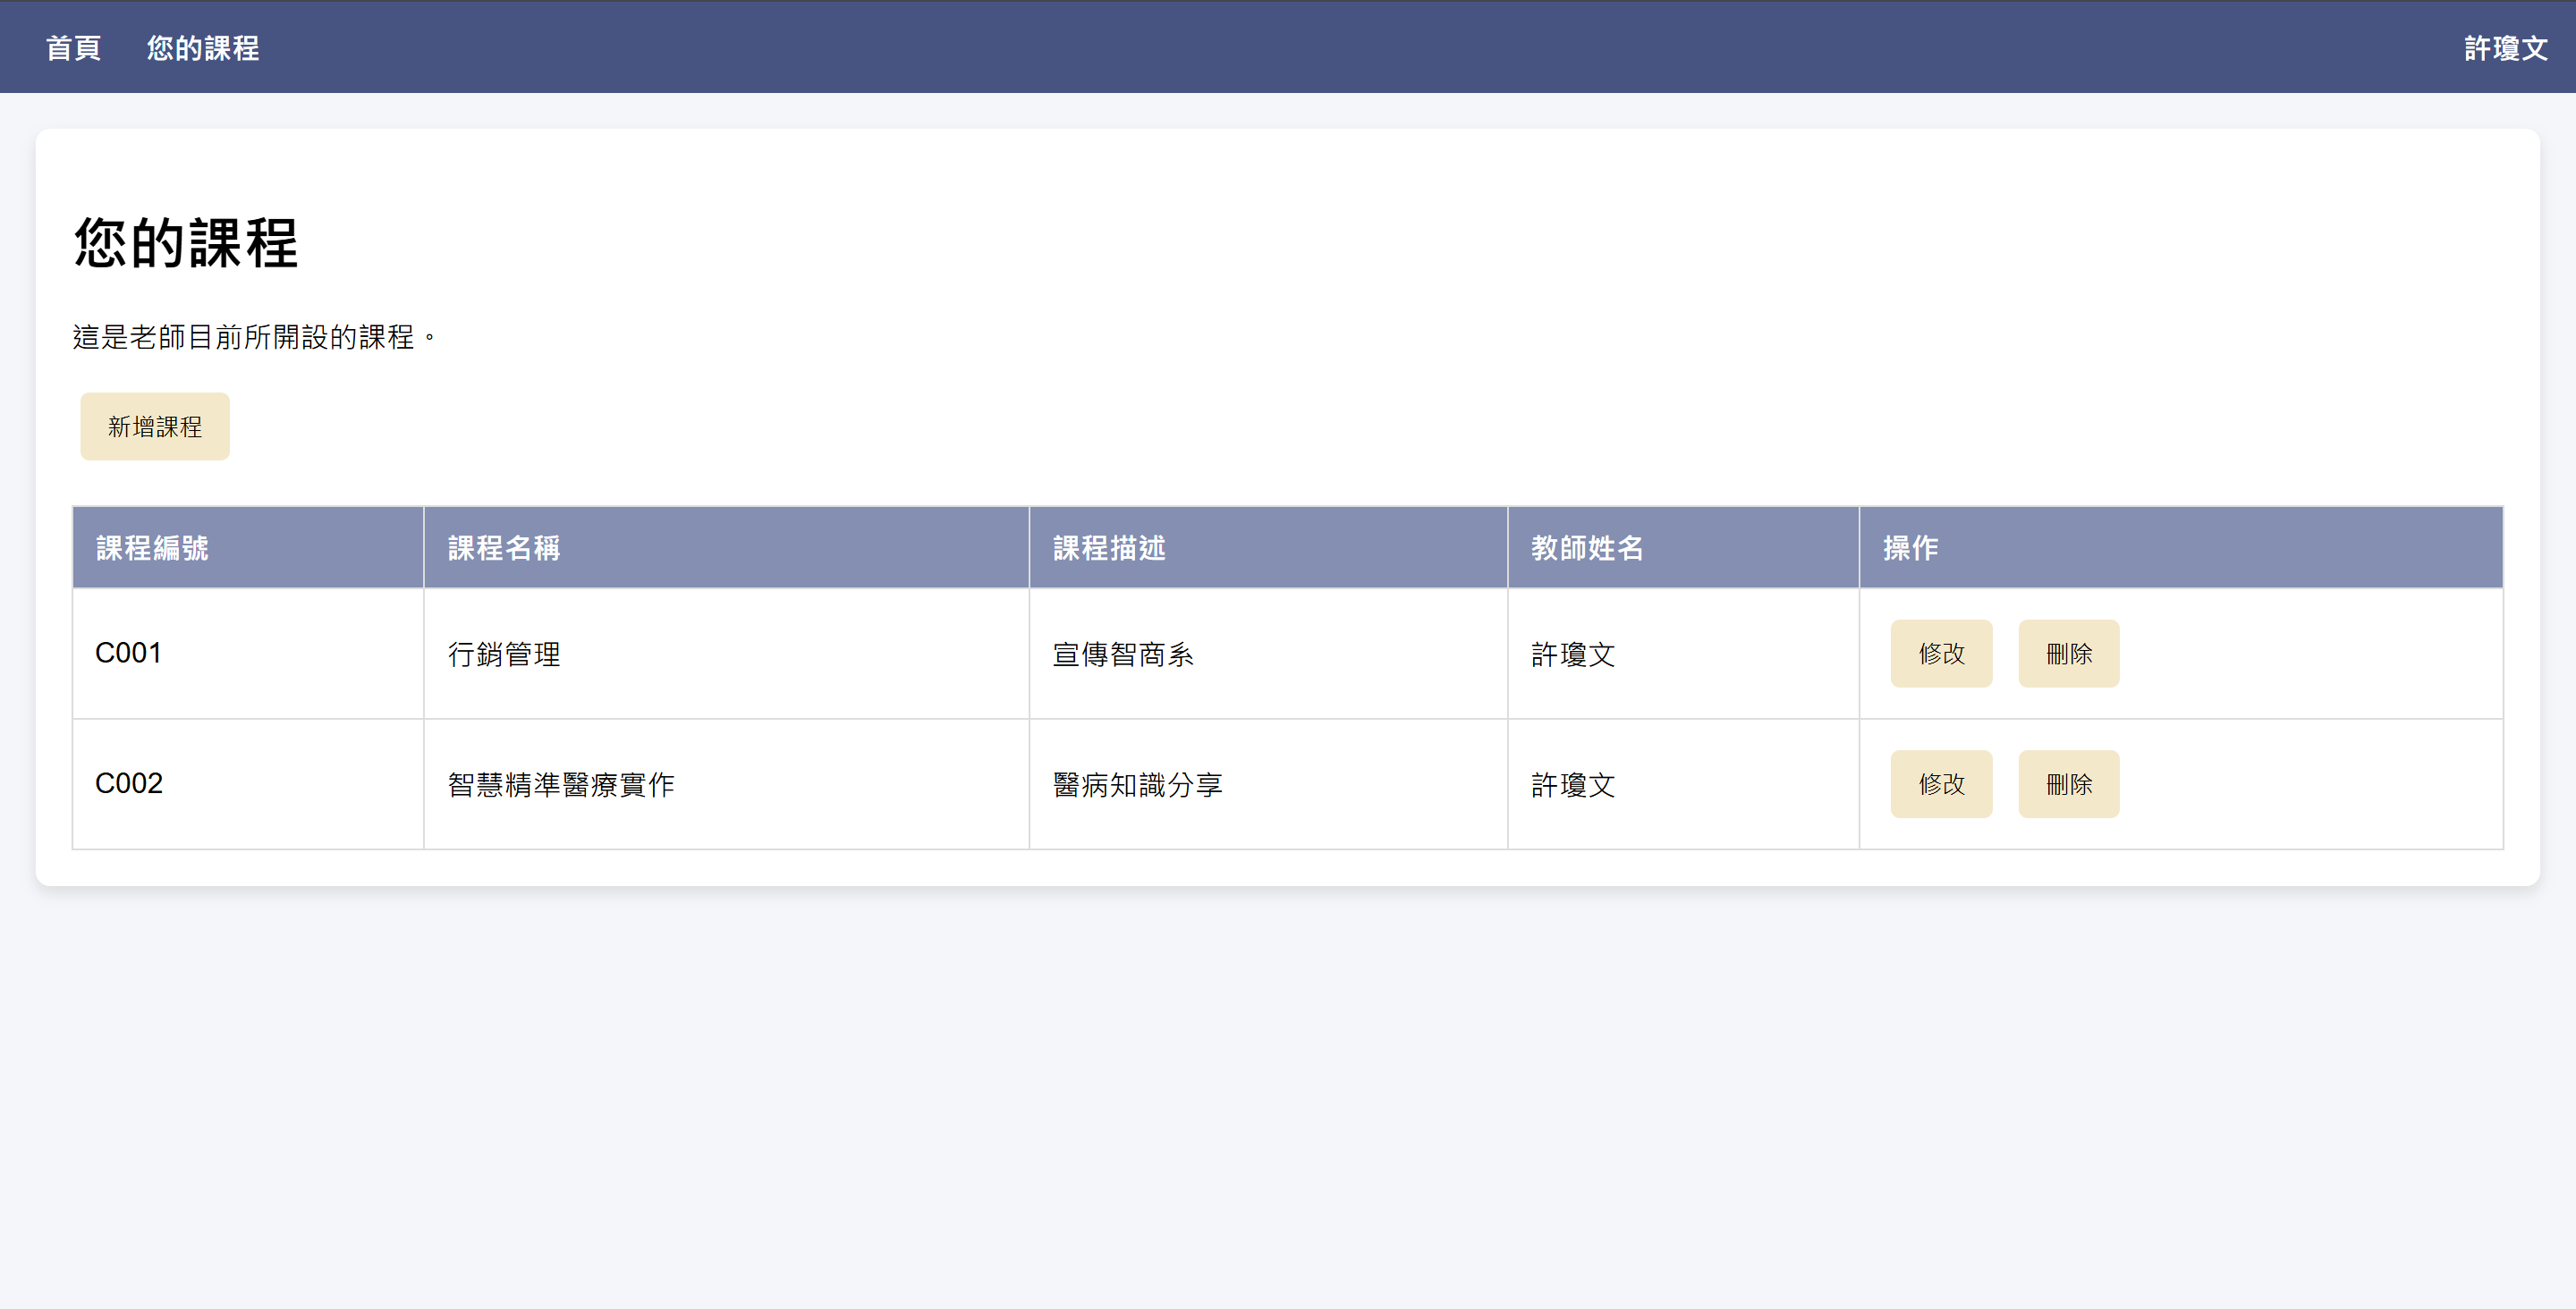 首頁 您的課程 許瓊文
您的課程
這是老師目前所開設的課程。
新增課程
課程編號 課程名稱 課程描述 教師姓名 操作
C001 行銷管理 宣傳智商系 許瓊文 修改 刪除
C002 智慧精準醫療實作 醫病知識分享 許瓊文 修改 刪除